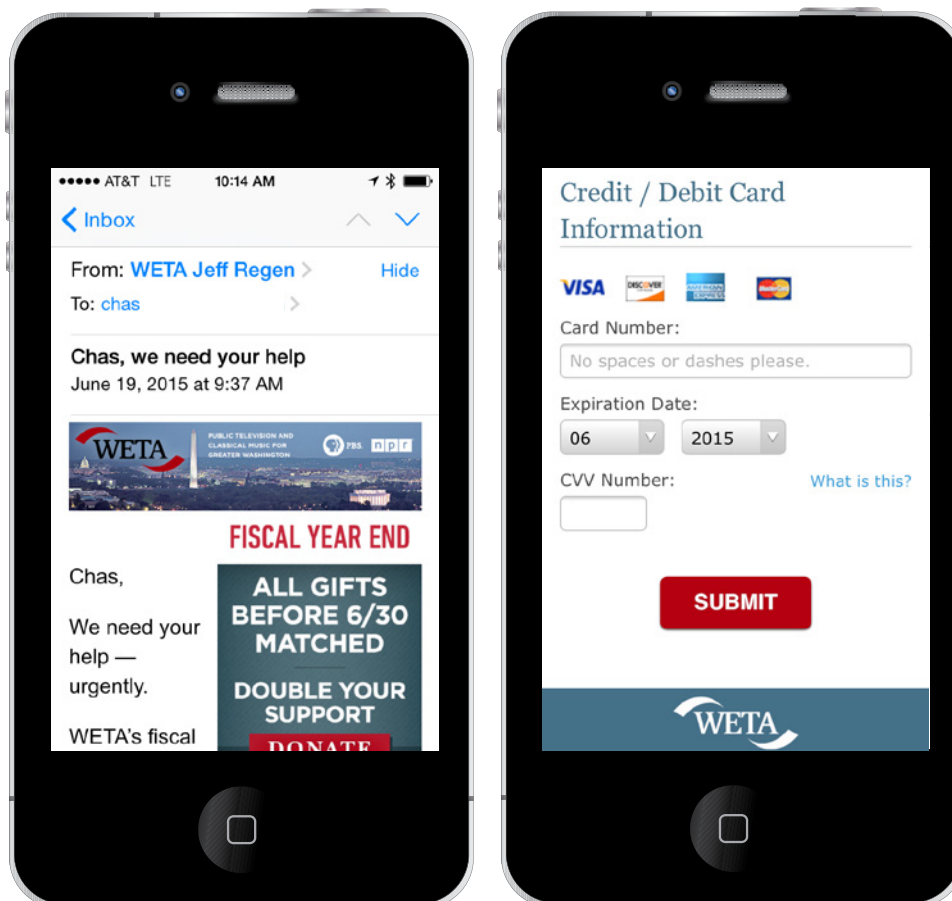 AT&T LTE 10:14 AM
Inbox
From: WETA Jeff Regen Hide
To: chas
Chas, we need your help
June 19, 2015 at 9:37 AM
WETA
PUBLIC TELEVISION AND
CLASSICAL MUSIC FOR
GREATER WASHINGTON
PBS npr
FISCAL YEAR END
Chas,
We need your
help —
urgently.
WETA's fiscal
ALL GIFTS
BEFORE 6/30
MATCHED
DOUBLE YOUR
SUPPORT
DONATE
Credit / Debit Card
Information
VISA DISCOVER AMERICAN EXPRESS MasterCard
Card Number:
No spaces or dashes please.
Expiration Date:
06 2015
CVV Number: What is this?
SUBMIT
WETA